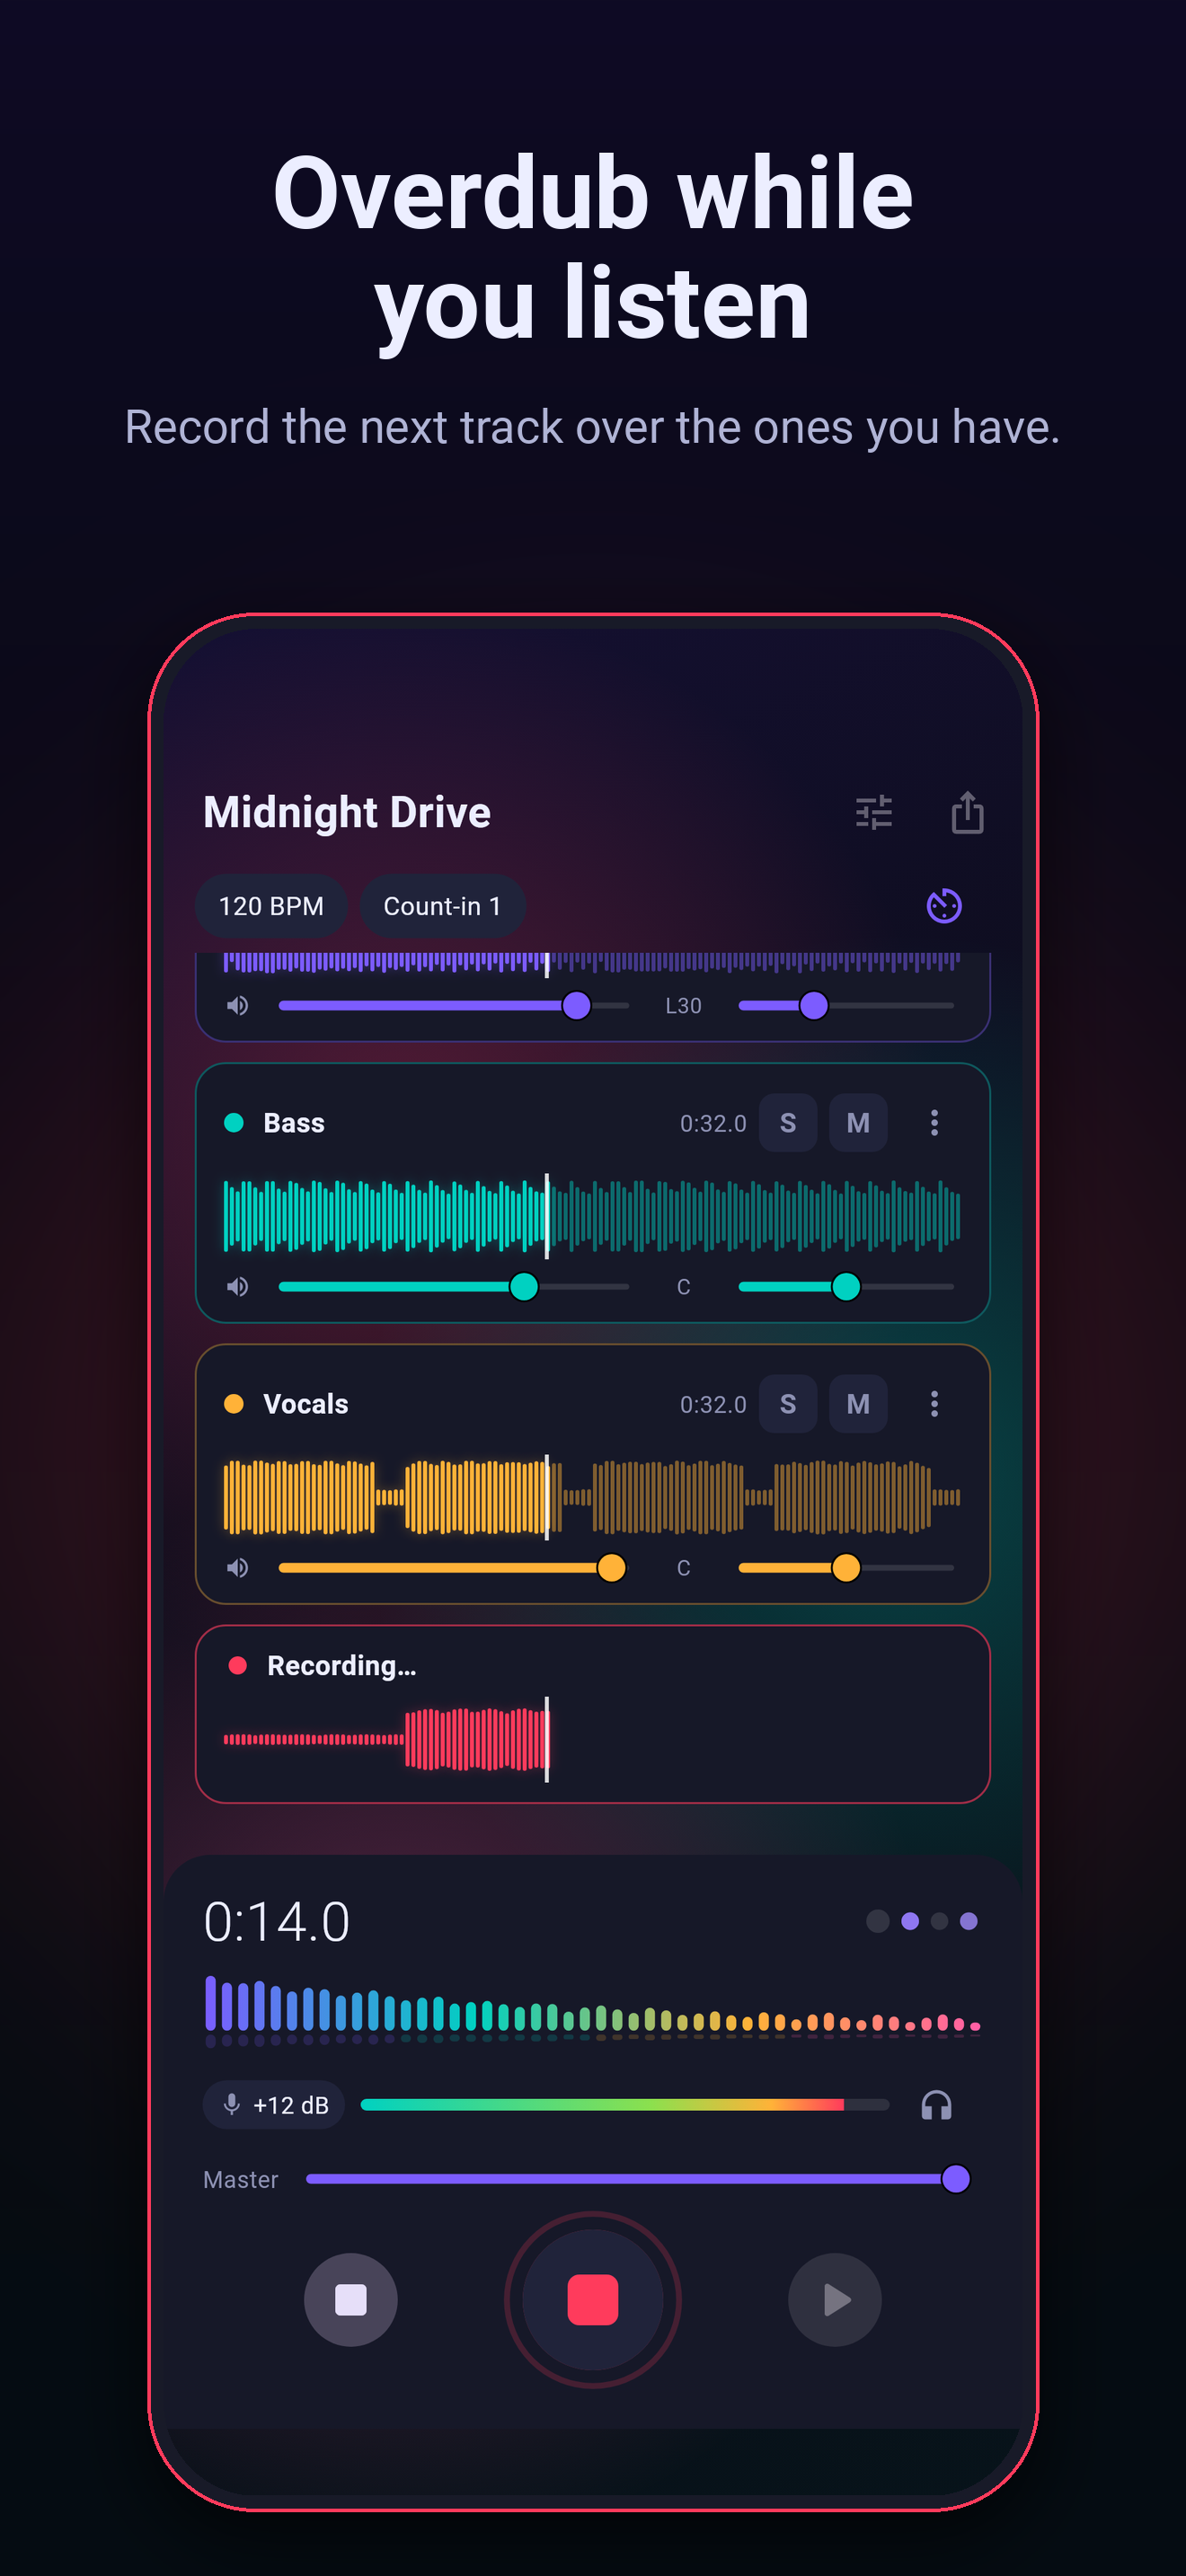 Overdub while
you listen
Record the next track over the ones you have.
Midnight Drive
120 BPM
Count-in 1
L30
Bass
0:32.0
S
M
C
Vocals
0:32.0
S
M
C
Recording...
0:14.0
+12 dB
Master